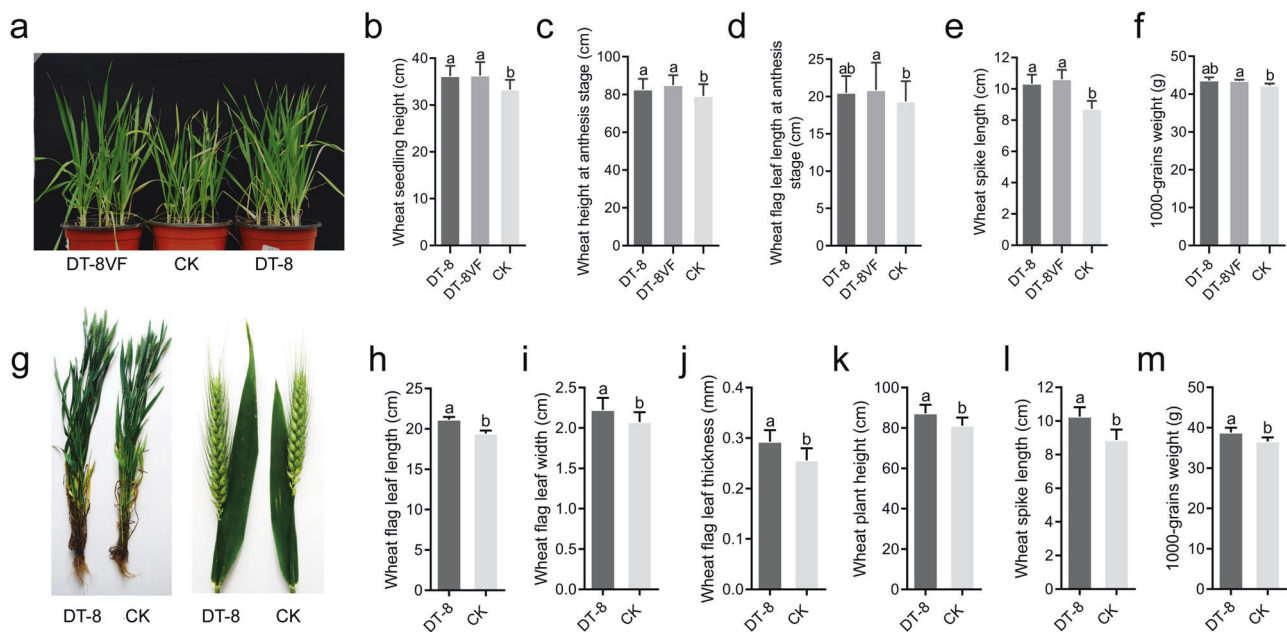 a
DT-8VF CK DT-8
b
Wheat seedling height (cm)
40
30
20
10
0
a a b
DT-8 DT-8VF CK
c
Wheat height at anthesis stage (cm)
100
80
60
40
20
0
a a b
DT-8 DT-8VF CK
d
Wheat flag leaf length at anthesis
stage (cm)
25
20
15
10
5
0
ab a b
DT-8 DT-8VF CK
e
Wheat spike length (cm)
12
10
8
6
4
2
0
a a b
DT-8 DT-8VF CK
f
1000-grains weight (g)
50
40
30
20
10
0
ab a b
DT-8 DT-8VF CK
g
DT-8 CK DT-8 CK
h
Wheat flag leaf length (cm)
25
20
15
10
5
0
a b
DT-8 CK
i
Wheat flag leaf width (cm)
2.5
2.0
1.5
1.0
0.5
0.0
a b
DT-8 CK
j
Wheat flag leaf thickness (mm)
0.4
0.3
0.2
0.1
0.0
a b
DT-8 CK
k
Wheat plant height (cm)
100
80
60
40
20
0
a b
DT-8 CK
l
Wheat spike length (cm)
12
10
8
6
4
2
0
a b
DT-8 CK
m
1000-grains weight (g)
50
40
30
20
10
0
a b
DT-8 CK